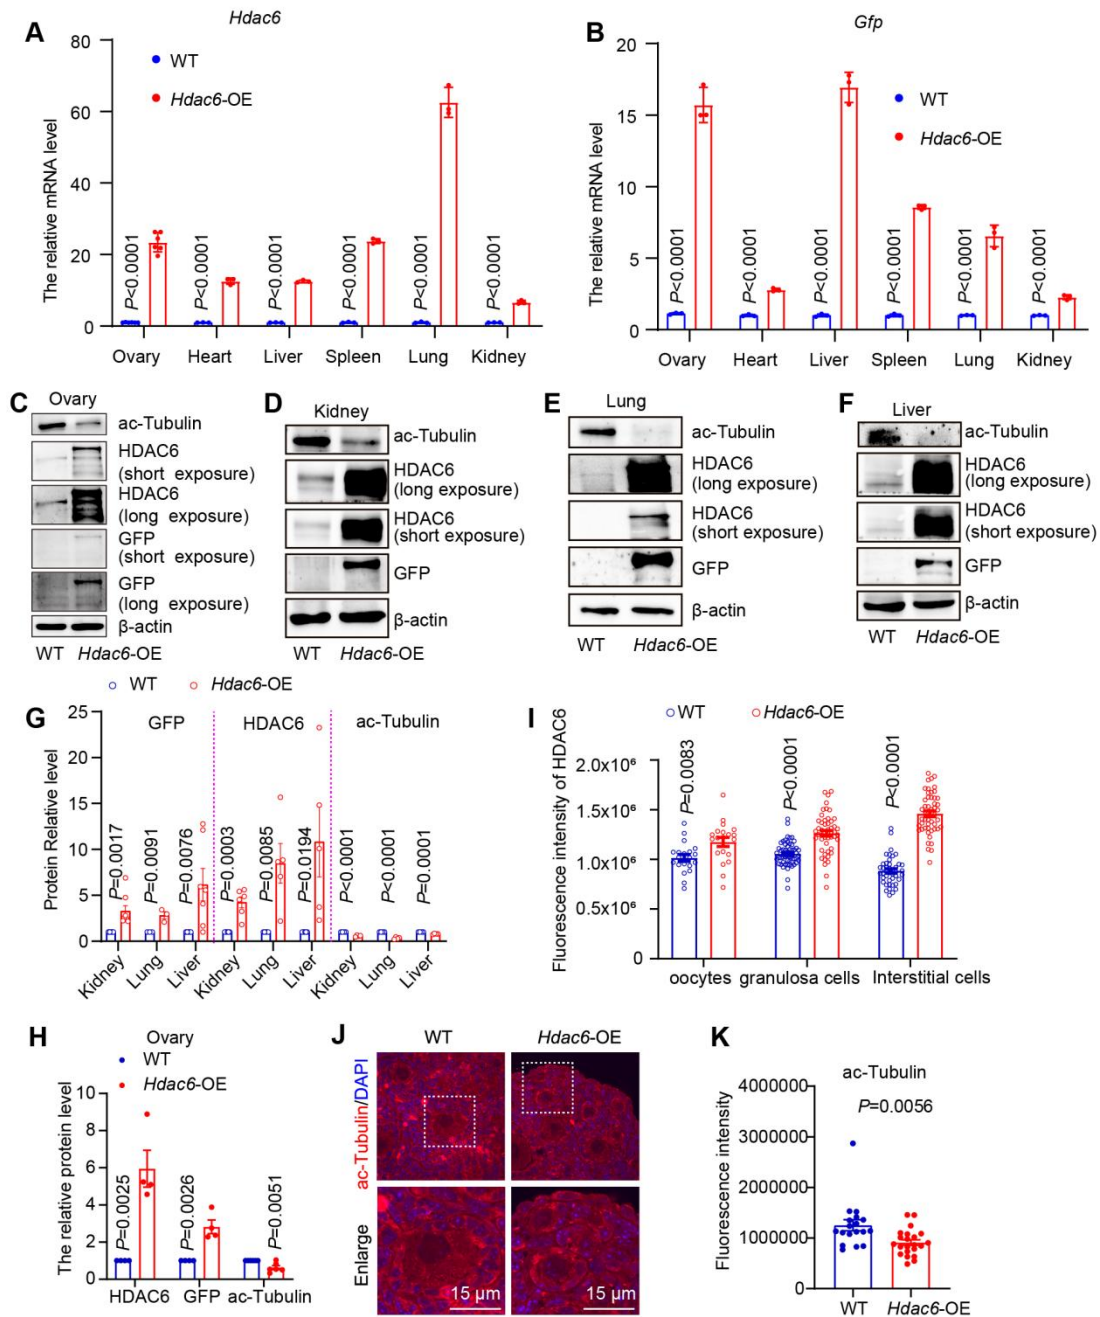 A
Hdac6
WT
Hdac6-OE
The relative mRNA level
80
60
40
20
0
P<0.0001
P<0.0001
P<0.0001
P<0.0001
P<0.0001
P<0.0001
Ovary Heart Liver Spleen Lung Kidney
B
Gfp
WT
Hdac6-OE
The relative mRNA level
20
15
10
5
0
P<0.0001
P<0.0001
P<0.0001
P<0.0001
P<0.0001
P<0.0001
Ovary Heart Liver Spleen Lung Kidney
C
Ovary
ac-Tubulin
HDAC6
(short exposure)
HDAC6
(long exposure)
GFP
(short exposure)
GFP
(long exposure)
β-actin
WT Hdac6-OE
D
Kidney
ac-Tubulin
HDAC6
(long exposure)
HDAC6
(short exposure)
GFP
β-actin
WT Hdac6-OE
E
Lung
ac-Tubulin
HDAC6
(long exposure)
HDAC6
(short exposure)
GFP
β-actin
WT Hdac6-OE
F
Liver
ac-Tubulin
HDAC6
(long exposure)
HDAC6
(short exposure)
GFP
β-actin
WT Hdac6-OE
WT Hdac6-OE
G
GFP HDAC6 ac-Tubulin
Protein Relative level
25
20
15
10
5
0
P=0.0017
P=0.0091
P=0.0076
P=0.0003
P=0.0085
P=0.0194
P<0.0001
P<0.0001
P=0.0001
Kidney Lung Liver Kidney Lung Liver Kidney Lung Liver
I
WT Hdac6-OE
Fluorescence intensity of HDAC6
2.0x10⁶
1.5x10⁶
1.0x10⁶
0.5x10⁶
0
P=0.0083
P<0.0001
P<0.0001
oocytes granulosa cells Interstitial cells
H
Ovary
WT
Hdac6-OE
The relative protein level
10
8
6
4
2
0
P=0.0025
P=0.0026
P=0.0051
HDAC6 GFP ac-Tubulin
J
WT Hdac6-OE
ac-Tubulin/DAPI
Enlarge
15 µm 15 µm
K
ac-Tubulin
P=0.0056
Fluorescence intensity
4000000
3000000
2000000
1000000
0
WT Hdac6-OE